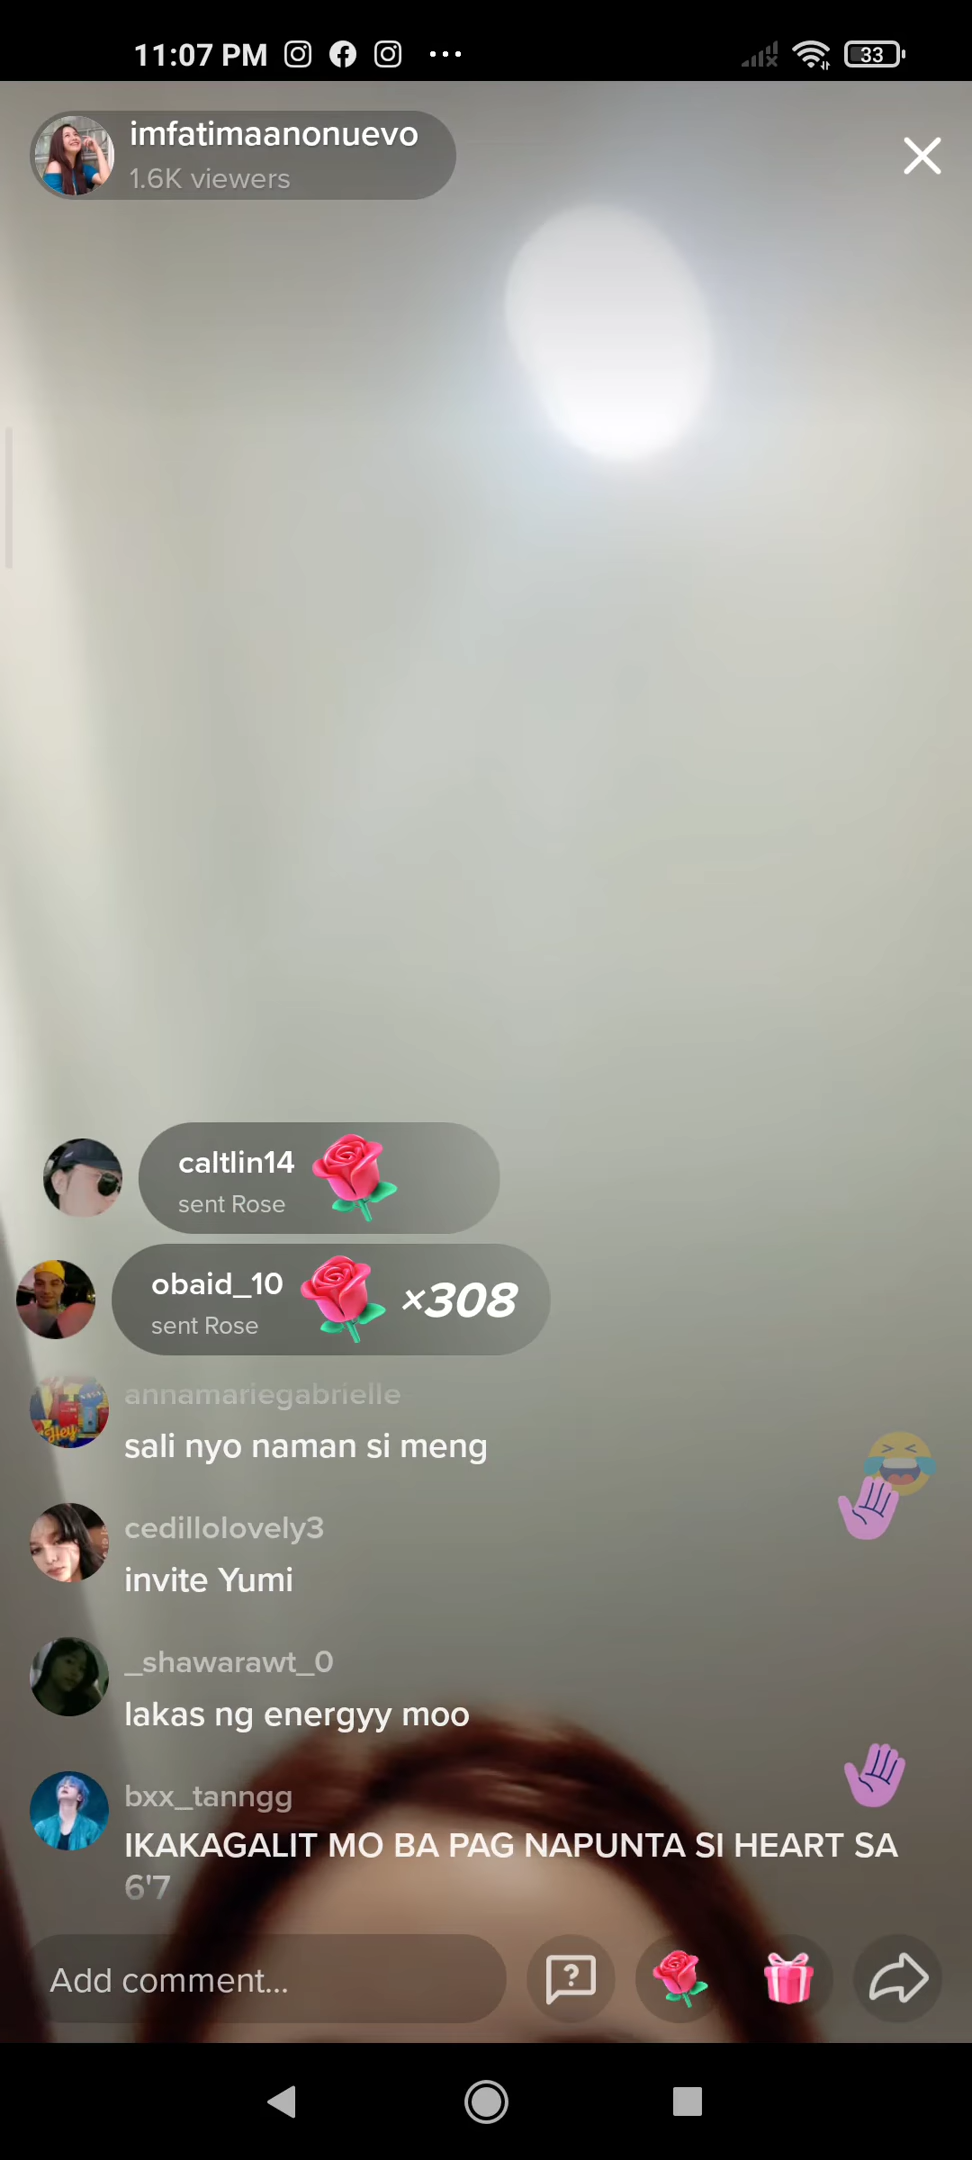 11:07 PM
33
imfatimaanonuevo
1.6K viewers
caltlin14
sent Rose
obaid_10
sent Rose
×308
annamariegabrielle
Hey
sali nyo naman si meng
cedillolovely3
invite Yumi
_shawarawt_0
lakas ng energyy moo
bxx_tanngg
IKAKAGALIT MO BA PAG NAPUNTA SI HEART SA
6'7
Add comment...